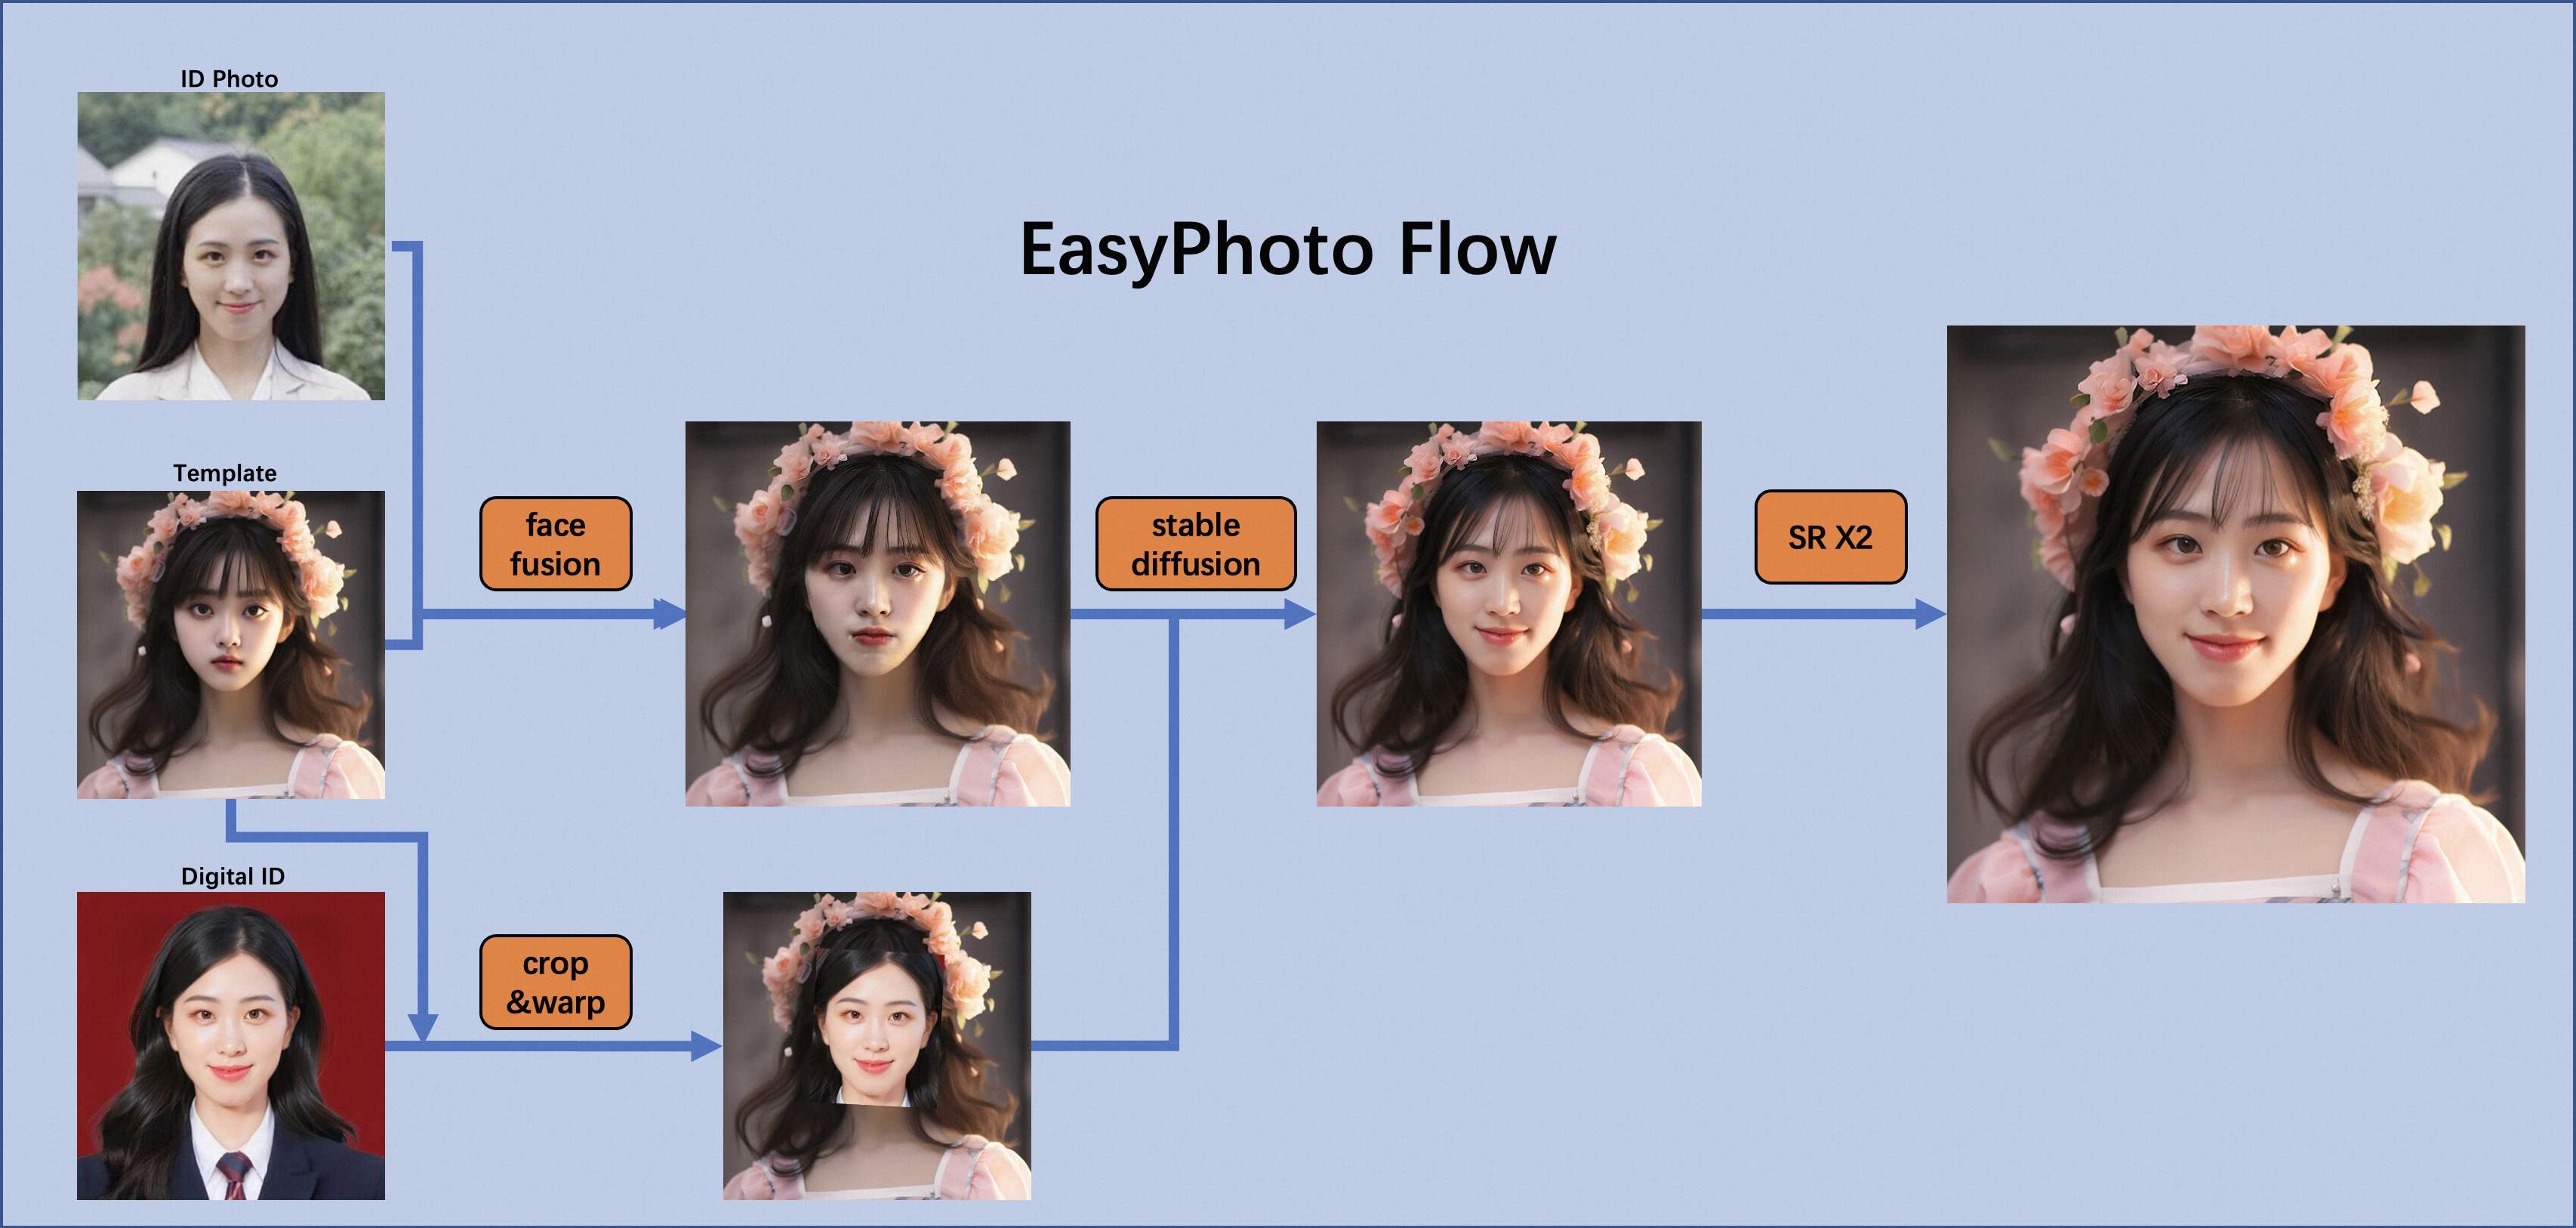 ID Photo
EasyPhoto Flow
Template
face
fusion
stable
diffusion
SR X2
Digital ID
crop
&warp